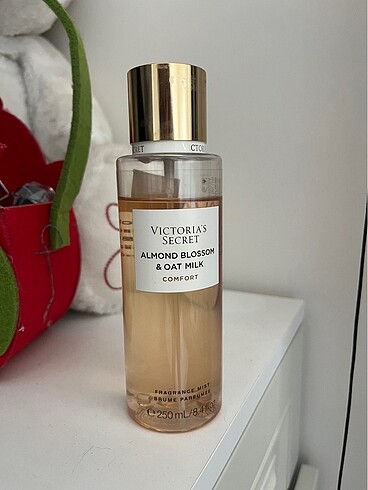 VICTORIA'S
SECRET
ALMOND BLOSSOM
& OAT MILK
COMFORT
FRAGRANCE MIST
BRUME PARFUMÉE
℮ 250 mL/8.4 fl oz